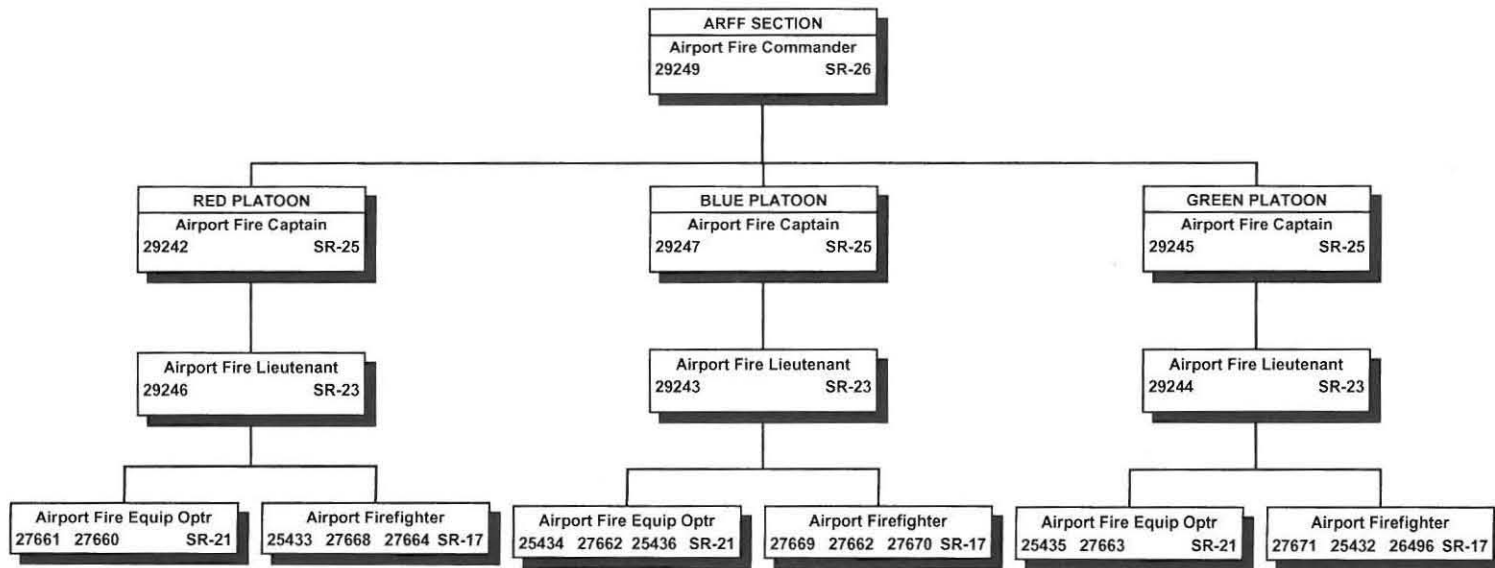 ARFF SECTION
Airport Fire Commander
29249 SR-26
RED PLATOON
Airport Fire Captain
29242 SR-25
BLUE PLATOON
Airport Fire Captain
29247 SR-25
GREEN PLATOON
Airport Fire Captain
29245 SR-25
Airport Fire Lieutenant
29246 SR-23
Airport Fire Lieutenant
29243 SR-23
Airport Fire Lieutenant
29244 SR-23
Airport Fire Equip Optr
27661 27660 SR-21
Airport Firefighter
25433 27668 27664 SR-17
Airport Fire Equip Optr
25434 27662 25436 SR-21
Airport Firefighter
27669 27662 27670 SR-17
Airport Fire Equip Optr
25435 27663 SR-21
Airport Firefighter
27671 25432 26496 SR-17